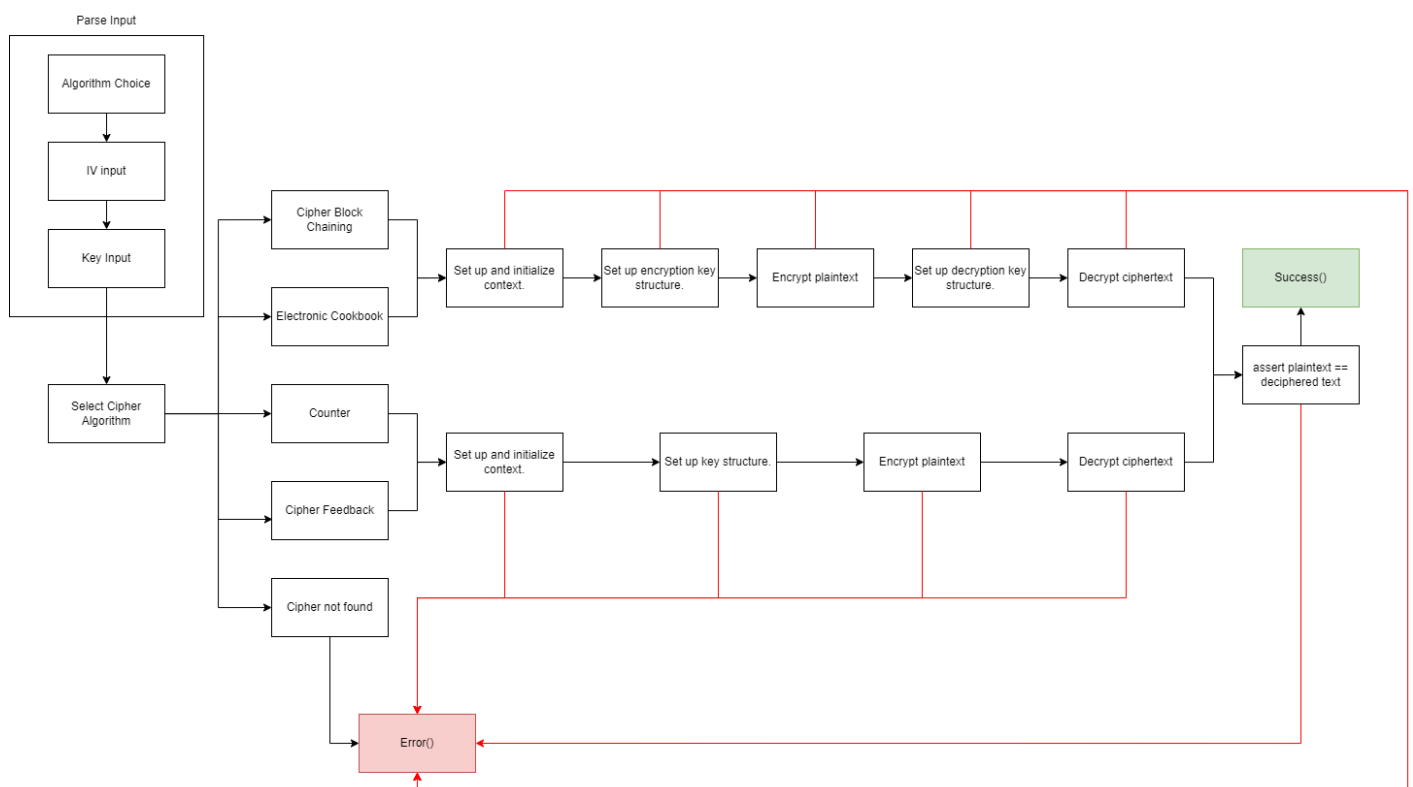 Parse Input
Algorithm Choice
IV input
Key Input
Select Cipher
Algorithm
Cipher Block
Chaining
Electronic Cookbook
Counter
Cipher Feedback
Cipher not found
Set up and initialize
context.
Set up encryption key
structure.
Encrypt plaintext
Set up decryption key
structure.
Decrypt ciphertext
Set up and initialize
context.
Set up key structure.
Encrypt plaintext
Decrypt ciphertext
Success()
assert plaintext ==
deciphered text
Error()